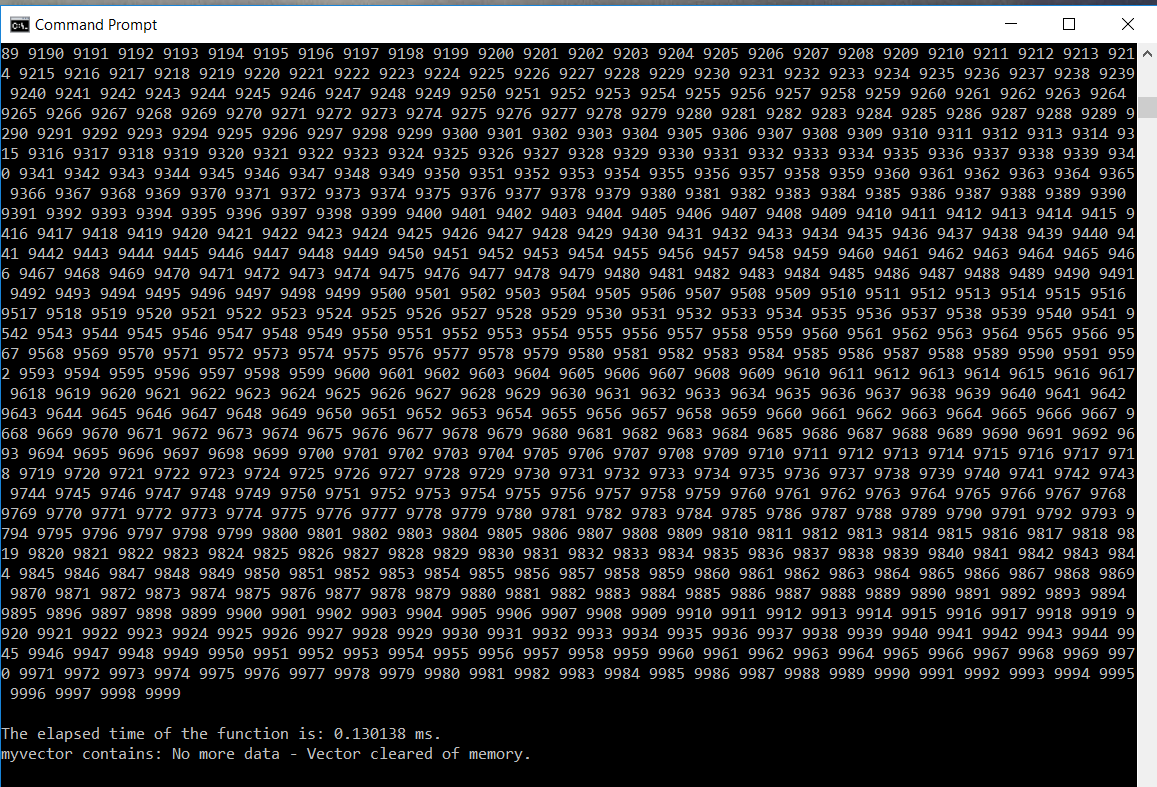 Command Prompt
89 9190 9191 9192 9193 9194 9195 9196 9197 9198 9199 9200 9201 9202 9203 9204 9205 9206 9207 9208 9209 9210 9211 9212 9213 921
4 9215 9216 9217 9218 9219 9220 9221 9222 9223 9224 9225 9226 9227 9228 9229 9230 9231 9232 9233 9234 9235 9236 9237 9238 9239
9240 9241 9242 9243 9244 9245 9246 9247 9248 9249 9250 9251 9252 9253 9254 9255 9256 9257 9258 9259 9260 9261 9262 9263 9264
9265 9266 9267 9268 9269 9270 9271 9272 9273 9274 9275 9276 9277 9278 9279 9280 9281 9282 9283 9284 9285 9286 9287 9288 9289 9
290 9291 9292 9293 9294 9295 9296 9297 9298 9299 9300 9301 9302 9303 9304 9305 9306 9307 9308 9309 9310 9311 9312 9313 9314 93
15 9316 9317 9318 9319 9320 9321 9322 9323 9324 9325 9326 9327 9328 9329 9330 9331 9332 9333 9334 9335 9336 9337 9338 9339 934
0 9341 9342 9343 9344 9345 9346 9347 9348 9349 9350 9351 9352 9353 9354 9355 9356 9357 9358 9359 9360 9361 9362 9363 9364 9365
9366 9367 9368 9369 9370 9371 9372 9373 9374 9375 9376 9377 9378 9379 9380 9381 9382 9383 9384 9385 9386 9387 9388 9389 9390
9391 9392 9393 9394 9395 9396 9397 9398 9399 9400 9401 9402 9403 9404 9405 9406 9407 9408 9409 9410 9411 9412 9413 9414 9415 9
416 9417 9418 9419 9420 9421 9422 9423 9424 9425 9426 9427 9428 9429 9430 9431 9432 9433 9434 9435 9436 9437 9438 9439 9440 94
41 9442 9443 9444 9445 9446 9447 9448 9449 9450 9451 9452 9453 9454 9455 9456 9457 9458 9459 9460 9461 9462 9463 9464 9465 946
6 9467 9468 9469 9470 9471 9472 9473 9474 9475 9476 9477 9478 9479 9480 9481 9482 9483 9484 9485 9486 9487 9488 9489 9490 9491
9492 9493 9494 9495 9496 9497 9498 9499 9500 9501 9502 9503 9504 9505 9506 9507 9508 9509 9510 9511 9512 9513 9514 9515 9516
9517 9518 9519 9520 9521 9522 9523 9524 9525 9526 9527 9528 9529 9530 9531 9532 9533 9534 9535 9536 9537 9538 9539 9540 9541 9
542 9543 9544 9545 9546 9547 9548 9549 9550 9551 9552 9553 9554 9555 9556 9557 9558 9559 9560 9561 9562 9563 9564 9565 9566 95
67 9568 9569 9570 9571 9572 9573 9574 9575 9576 9577 9578 9579 9580 9581 9582 9583 9584 9585 9586 9587 9588 9589 9590 9591 959
2 9593 9594 9595 9596 9597 9598 9599 9600 9601 9602 9603 9604 9605 9606 9607 9608 9609 9610 9611 9612 9613 9614 9615 9616 9617
9618 9619 9620 9621 9622 9623 9624 9625 9626 9627 9628 9629 9630 9631 9632 9633 9634 9635 9636 9637 9638 9639 9640 9641 9642
9643 9644 9645 9646 9647 9648 9649 9650 9651 9652 9653 9654 9655 9656 9657 9658 9659 9660 9661 9662 9663 9664 9665 9666 9667 9
668 9669 9670 9671 9672 9673 9674 9675 9676 9677 9678 9679 9680 9681 9682 9683 9684 9685 9686 9687 9688 9689 9690 9691 9692 96
93 9694 9695 9696 9697 9698 9699 9700 9701 9702 9703 9704 9705 9706 9707 9708 9709 9710 9711 9712 9713 9714 9715 9716 9717 971
8 9719 9720 9721 9722 9723 9724 9725 9726 9727 9728 9729 9730 9731 9732 9733 9734 9735 9736 9737 9738 9739 9740 9741 9742 9743
9744 9745 9746 9747 9748 9749 9750 9751 9752 9753 9754 9755 9756 9757 9758 9759 9760 9761 9762 9763 9764 9765 9766 9767 9768
9769 9770 9771 9772 9773 9774 9775 9776 9777 9778 9779 9780 9781 9782 9783 9784 9785 9786 9787 9788 9789 9790 9791 9792 9793 9
794 9795 9796 9797 9798 9799 9800 9801 9802 9803 9804 9805 9806 9807 9808 9809 9810 9811 9812 9813 9814 9815 9816 9817 9818 98
19 9820 9821 9822 9823 9824 9825 9826 9827 9828 9829 9830 9831 9832 9833 9834 9835 9836 9837 9838 9839 9840 9841 9842 9843 984
4 9845 9846 9847 9848 9849 9850 9851 9852 9853 9854 9855 9856 9857 9858 9859 9860 9861 9862 9863 9864 9865 9866 9867 9868 9869
9870 9871 9872 9873 9874 9875 9876 9877 9878 9879 9880 9881 9882 9883 9884 9885 9886 9887 9888 9889 9890 9891 9892 9893 9894
9895 9896 9897 9898 9899 9900 9901 9902 9903 9904 9905 9906 9907 9908 9909 9910 9911 9912 9913 9914 9915 9916 9917 9918 9919 9
920 9921 9922 9923 9924 9925 9926 9927 9928 9929 9930 9931 9932 9933 9934 9935 9936 9937 9938 9939 9940 9941 9942 9943 9944 99
45 9946 9947 9948 9949 9950 9951 9952 9953 9954 9955 9956 9957 9958 9959 9960 9961 9962 9963 9964 9965 9966 9967 9968 9969 997
0 9971 9972 9973 9974 9975 9976 9977 9978 9979 9980 9981 9982 9983 9984 9985 9986 9987 9988 9989 9990 9991 9992 9993 9994 9995
9996 9997 9998 9999
The elapsed time of the function is: 0.130138 ms.
myvector contains: No more data - Vector cleared of memory.